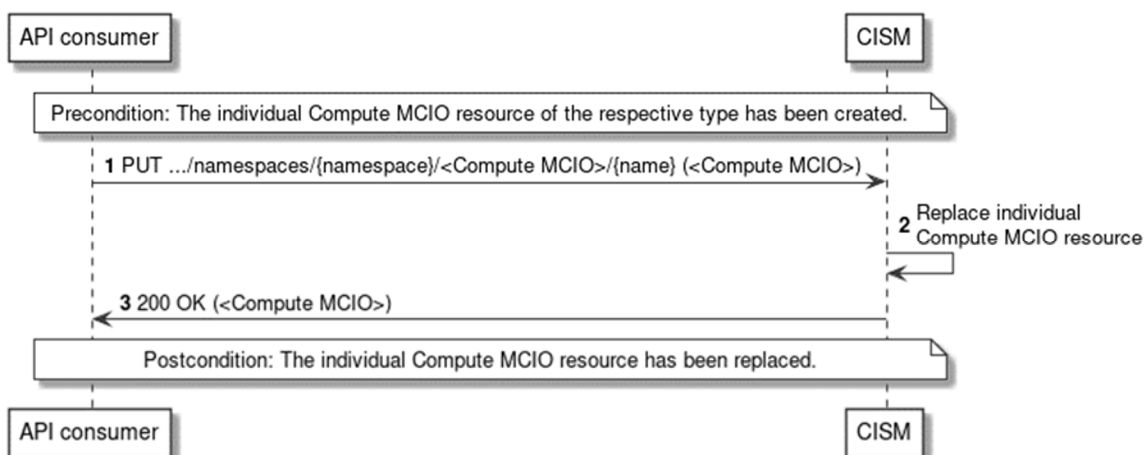 API consumer
CISM
Precondition: The individual Compute MCIO resource of the respective type has been created.
1 PUT .../namespaces/{namespace}/<Compute MCIO>/{name} (<Compute MCIO>)
2 Replace individual
Compute MCIO resource
3 200 OK (<Compute MCIO>)
Postcondition: The individual Compute MCIO resource has been replaced.
API consumer
CISM